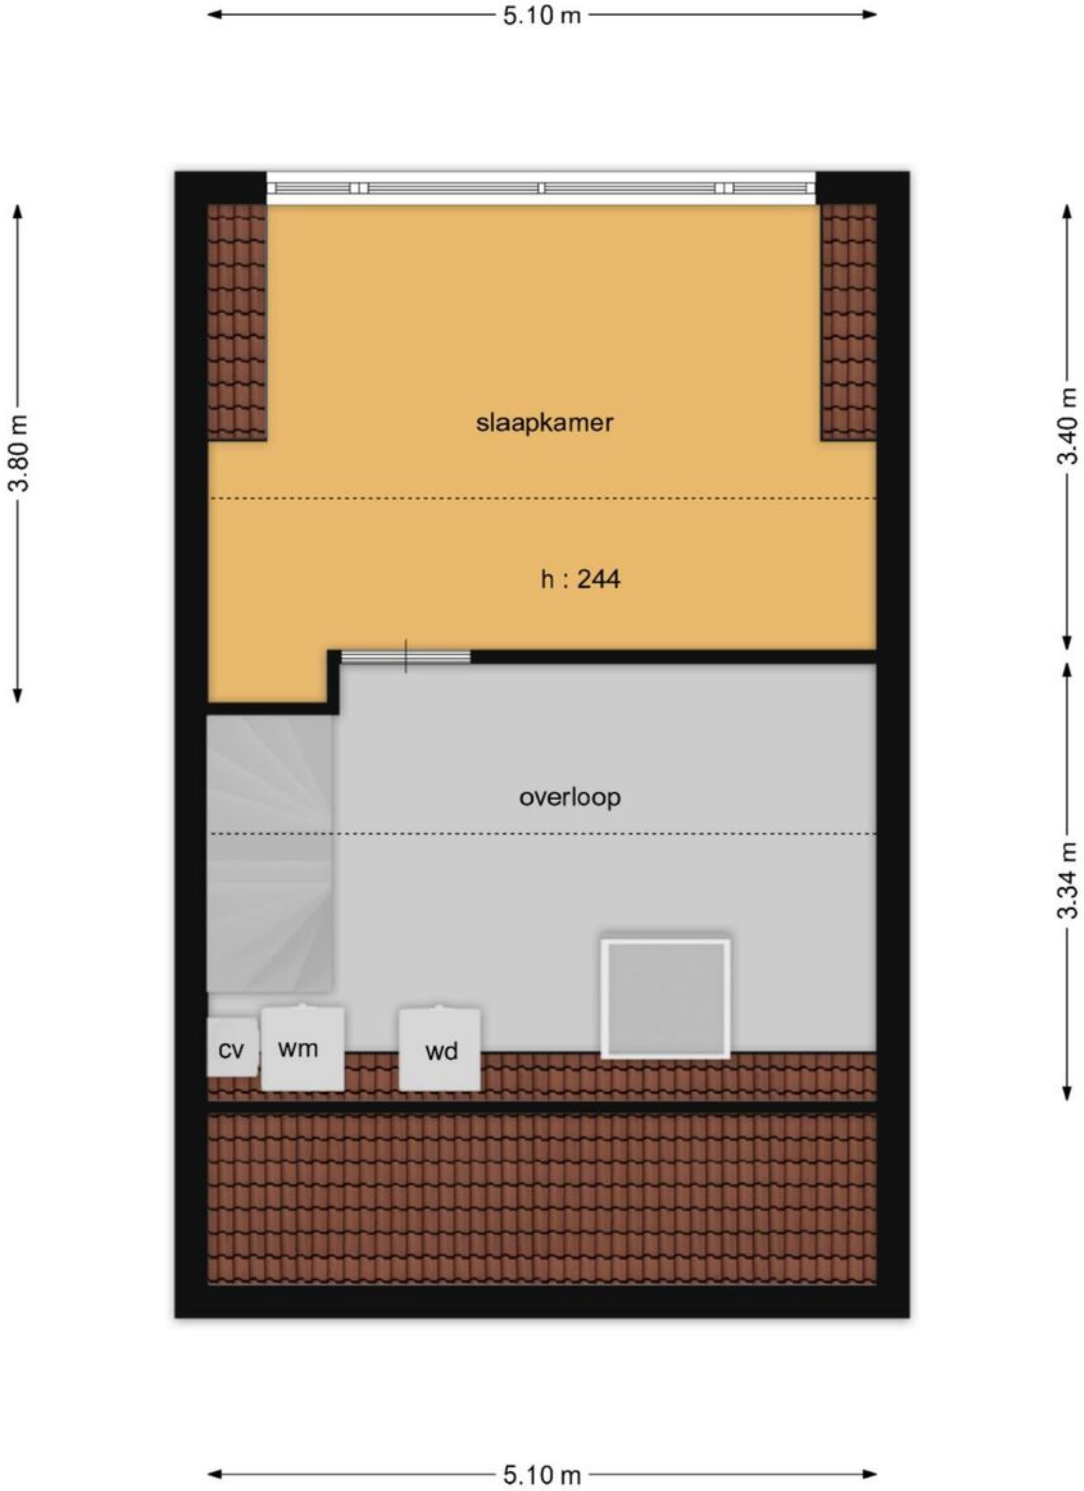 5.10 m
3.80 m
3.40 m
slaapkamer
h : 244
overloop
3.34 m
cv
wm
wd
5.10 m